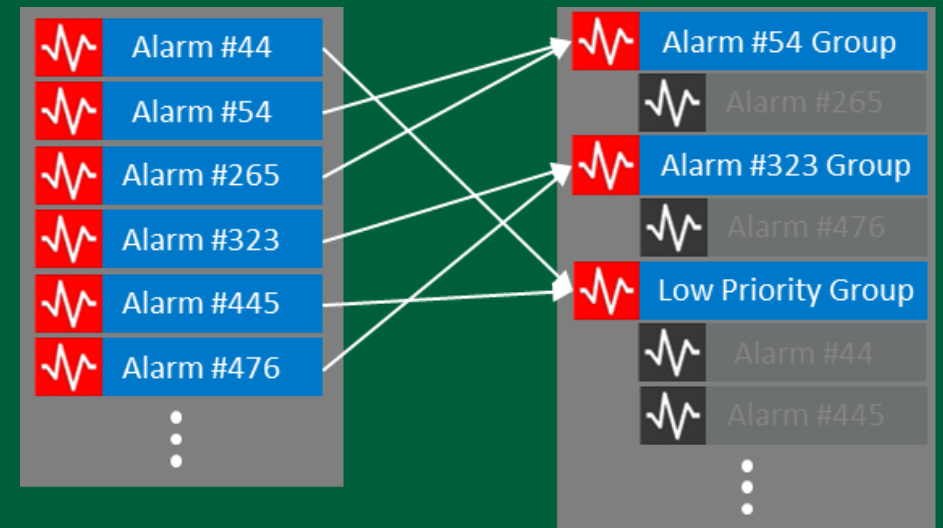 Alarm #44
Alarm #54
Alarm #265
Alarm #323
Alarm #445
Alarm #476
Alarm #54 Group
Alarm #265
Alarm #323 Group
Alarm #476
Low Priority Group
Alarm #44
Alarm #445